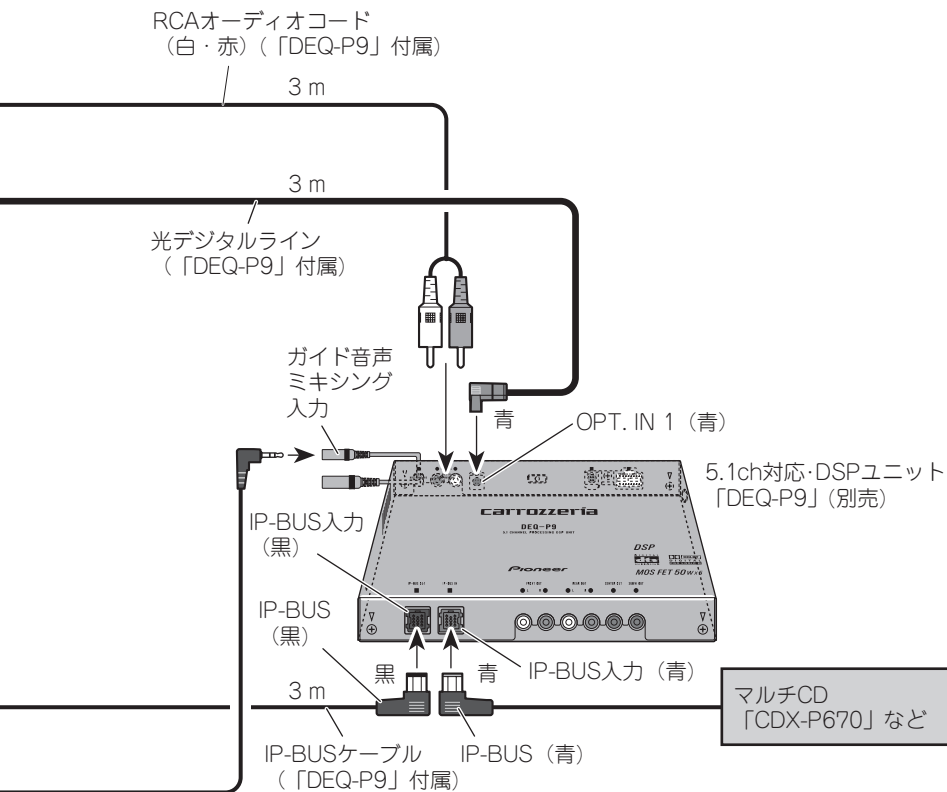 RCAオーディオコード
（白・赤）（「DEQ-P9」付属）
3 m
3 m
光デジタルライン
（「DEQ-P9」付属）
ガイド音声
ミキシング
入力
青
OPT. IN 1（青）
5.1ch対応・DSPユニット
「DEQ-P9」（別売）
carrozzeria
DEQ-P9
DSP
Pioneer
MOS FET 50W×6
IP-BUS入力
（黒）
IP-BUS
（黒）
黒
青
IP-BUS入力（青）
3 m
マルチCD
「CDX-P670」など
IP-BUSケーブル
（「DEQ-P9」付属）
IP-BUS（青）